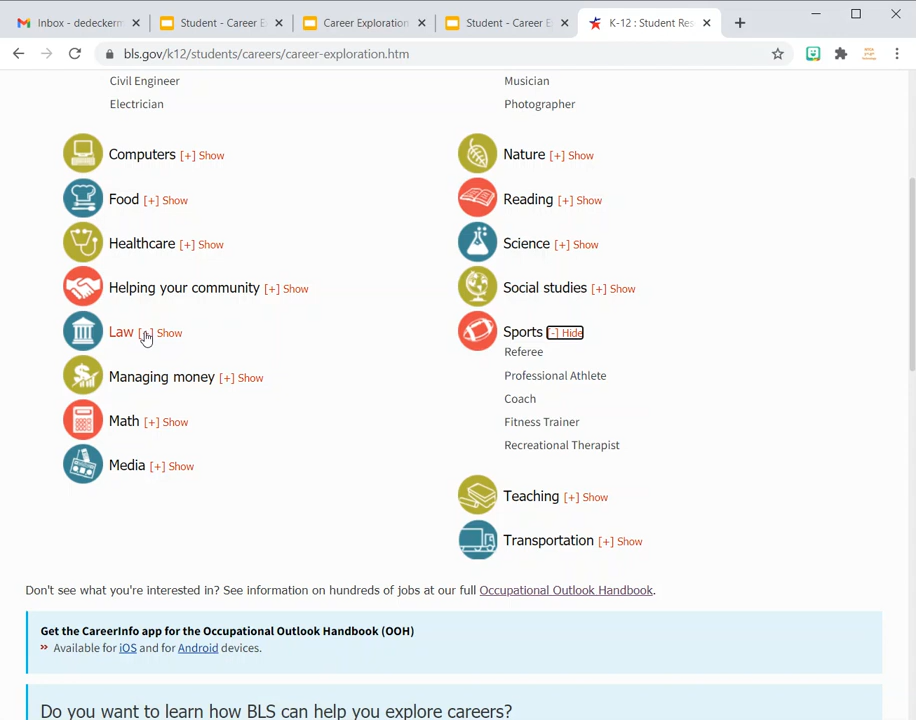 Inbox - dedeckerm
Student - Career E
Career Exploration
Student - Career E
K-12 : Student Res
bls.gov/k12/students/careers/career-exploration.htm
Civil Engineer
Electrician
Computers [+] Show
Food [+] Show
Healthcare [+] Show
Helping your community [+] Show
Law [+] Show
Managing money [+] Show
Math [+] Show
Media [+] Show
Musician
Photographer
Nature [+] Show
Reading [+] Show
Science [+] Show
Social studies [+] Show
Sports [-] Hide
Referee
Professional Athlete
Coach
Fitness Trainer
Recreational Therapist
Teaching [+] Show
Transportation [+] Show
Don't see what you're interested in? See information on hundreds of jobs at our full Occupational Outlook Handbook.
Get the CareerInfo app for the Occupational Outlook Handbook (OOH)
» Available for iOS and for Android devices.
Do you want to learn how BLS can help you explore careers?